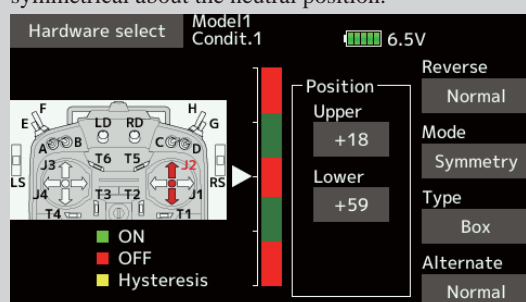 symmetrical about the neutral position.
Hardware select
Model1
Condit.1
6.5V
F
H
E
G
LD
RD
A
B
C
D
T6
T5
J3
J2
LS
RS
J4
T3
T2
J1
T4
T1
ON
OFF
Hysteresis
Position
Upper
+18
Lower
+59
Reverse
Normal
Mode
Symmetry
Type
Box
Alternate
Normal